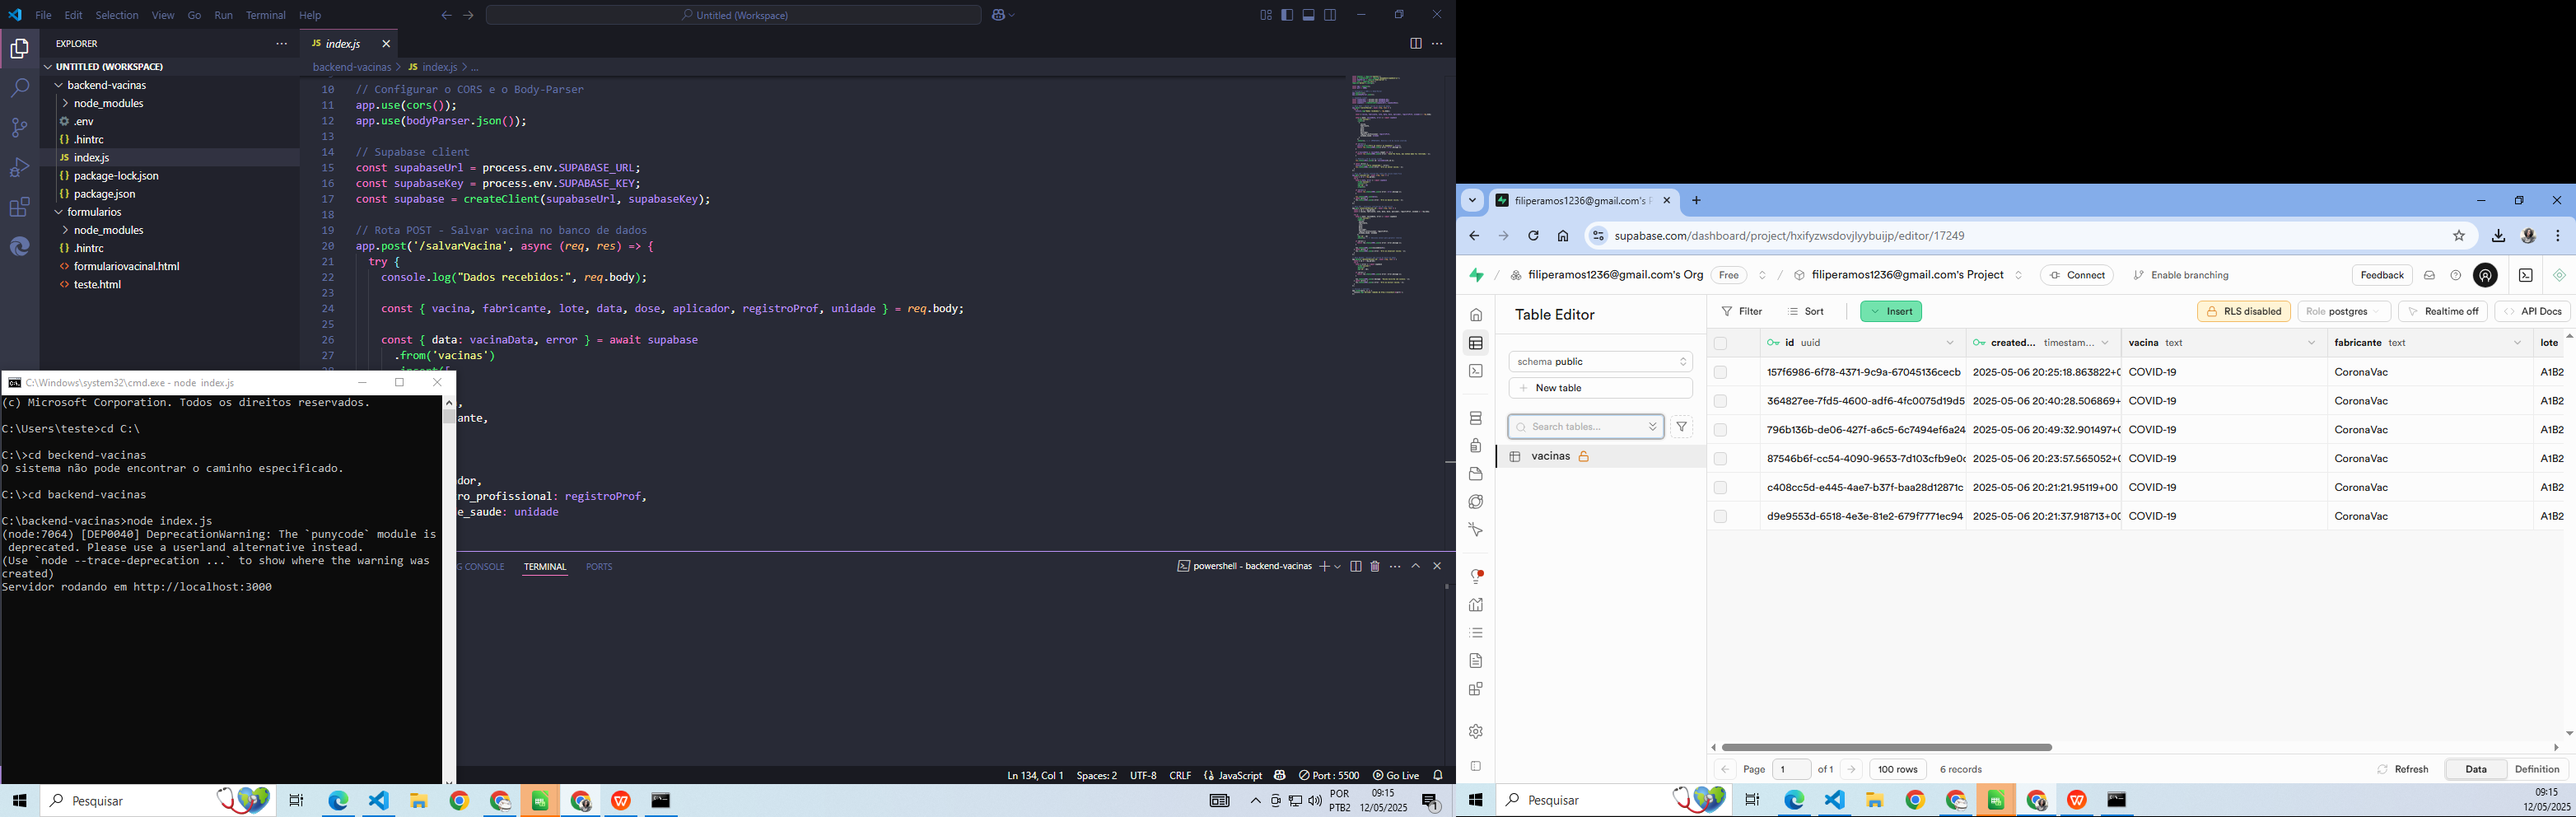 File Edit Selection View Go Run Terminal Help
Untitled (Workspace)
EXPLORER
UNTITLED (WORKSPACE)
backend-vacinas
node_modules
.env
.hintrc
index.js
package-lock.json
package.json
formularios
node_modules
.hintrc
formulariovacinal.html
teste.html
JS index.js
backend-vacinas > JS index.js > ...
10 // Configurar o CORS e o Body-Parser
11 app.use(cors());
12 app.use(bodyParser.json());
13
14 // Supabase client
15 const supabaseUrl = process.env.SUPABASE_URL;
16 const supabaseKey = process.env.SUPABASE_KEY;
17 const supabase = createClient(supabaseUrl, supabaseKey);
18
19 // Rota POST - Salvar vacina no banco de dados
20 app.post('/salvarVacina', async (req, res) => {
21 try {
22 console.log("Dados recebidos:", req.body);
23
24 const { vacina, fabricante, lote, data, dose, aplicador, registroProf, unidade } = req.body;
25
26 const { data: vacinaData, error } = await supabase
27 .from('vacinas')
,
ante,
dor,
ro_profissional: registroProf,
e_saude: unidade
C:\Windows\system32\cmd.exe - node index.js
(c) Microsoft Corporation. Todos os direitos reservados.
C:\Users\teste>cd C:\
C:\>cd beckend-vacinas
O sistema não pode encontrar o caminho especificado.
C:\>cd backend-vacinas
C:\backend-vacinas>node index.js
(node:7064) [DEP0040] DeprecationWarning: The `punycode` module is
deprecated. Please use a userland alternative instead.
(Use `node --trace-deprecation ...` to show where the warning was
created)
Servidor rodando em http://localhost:3000
G CONSOLE TERMINAL PORTS
powershell - backend-vacinas
Ln 134, Col 1 Spaces: 2 UTF-8 CRLF JavaScript Port : 5500 Go Live
Pesquisar
POR
PTB2
09:15
12/05/2025
1
filiperamos1236@gmail.com's P
supabase.com/dashboard/project/hxifyzwsdovjlyybuijp/editor/17249
filiperamos1236@gmail.com's Org Free / filiperamos1236@gmail.com's Project Connect Enable branching Feedback
Table Editor
schema public
New table
Search tables...
vacinas
Filter Sort Insert RLS disabled Role postgres Realtime off API Docs
id uuid created... timestam... vacina text fabricante text lote
157f6986-6f78-4371-9c9a-67045136cecb 2025-05-06 20:25:18.863822+0 COVID-19 CoronaVac A1B2
364827ee-7fd5-4600-adf6-4fc0075d19d5 2025-05-06 20:40:28.506869+ COVID-19 CoronaVac A1B2
796b136b-de06-427f-a6c5-6c7494ef6a24 2025-05-06 20:49:32.901497+0 COVID-19 CoronaVac A1B2
87546b6f-cc54-4090-9653-7d103cfb9e0c 2025-05-06 20:23:57.565052+0 COVID-19 CoronaVac A1B2
c408cc5d-e445-4ae7-b37f-baa28d12871c 2025-05-06 20:21:21.95119+00 COVID-19 CoronaVac A1B2
d9e9553d-6518-4e3e-81e2-679f7771ec94 2025-05-06 20:21:37.918713+00 COVID-19 CoronaVac A1B2
Page 1 of 1 100 rows 6 records Refresh Data Definition
Pesquisar
09:15
12/05/2025